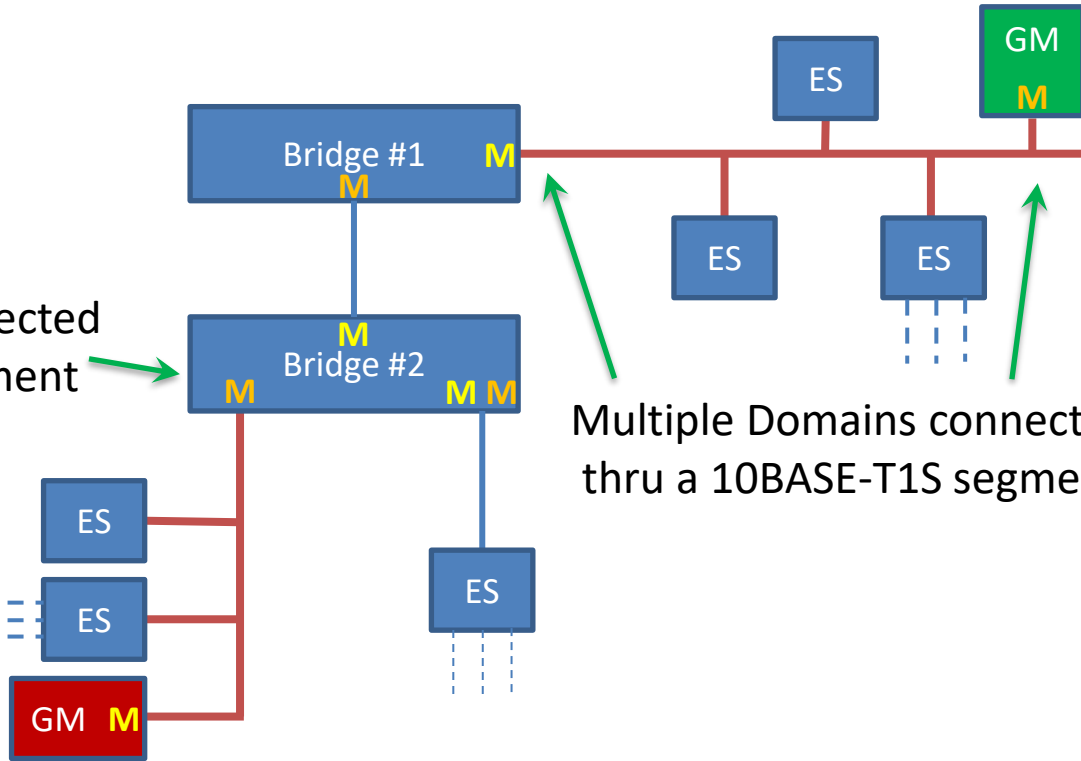 GM
ES
M
Bridge #1 M
M
ES
ES
ected
M
Bridge #2
ment
M
M M
Multiple Domains connect
thru a 10BASE-T1S segme
ES
ES
ES
GM M